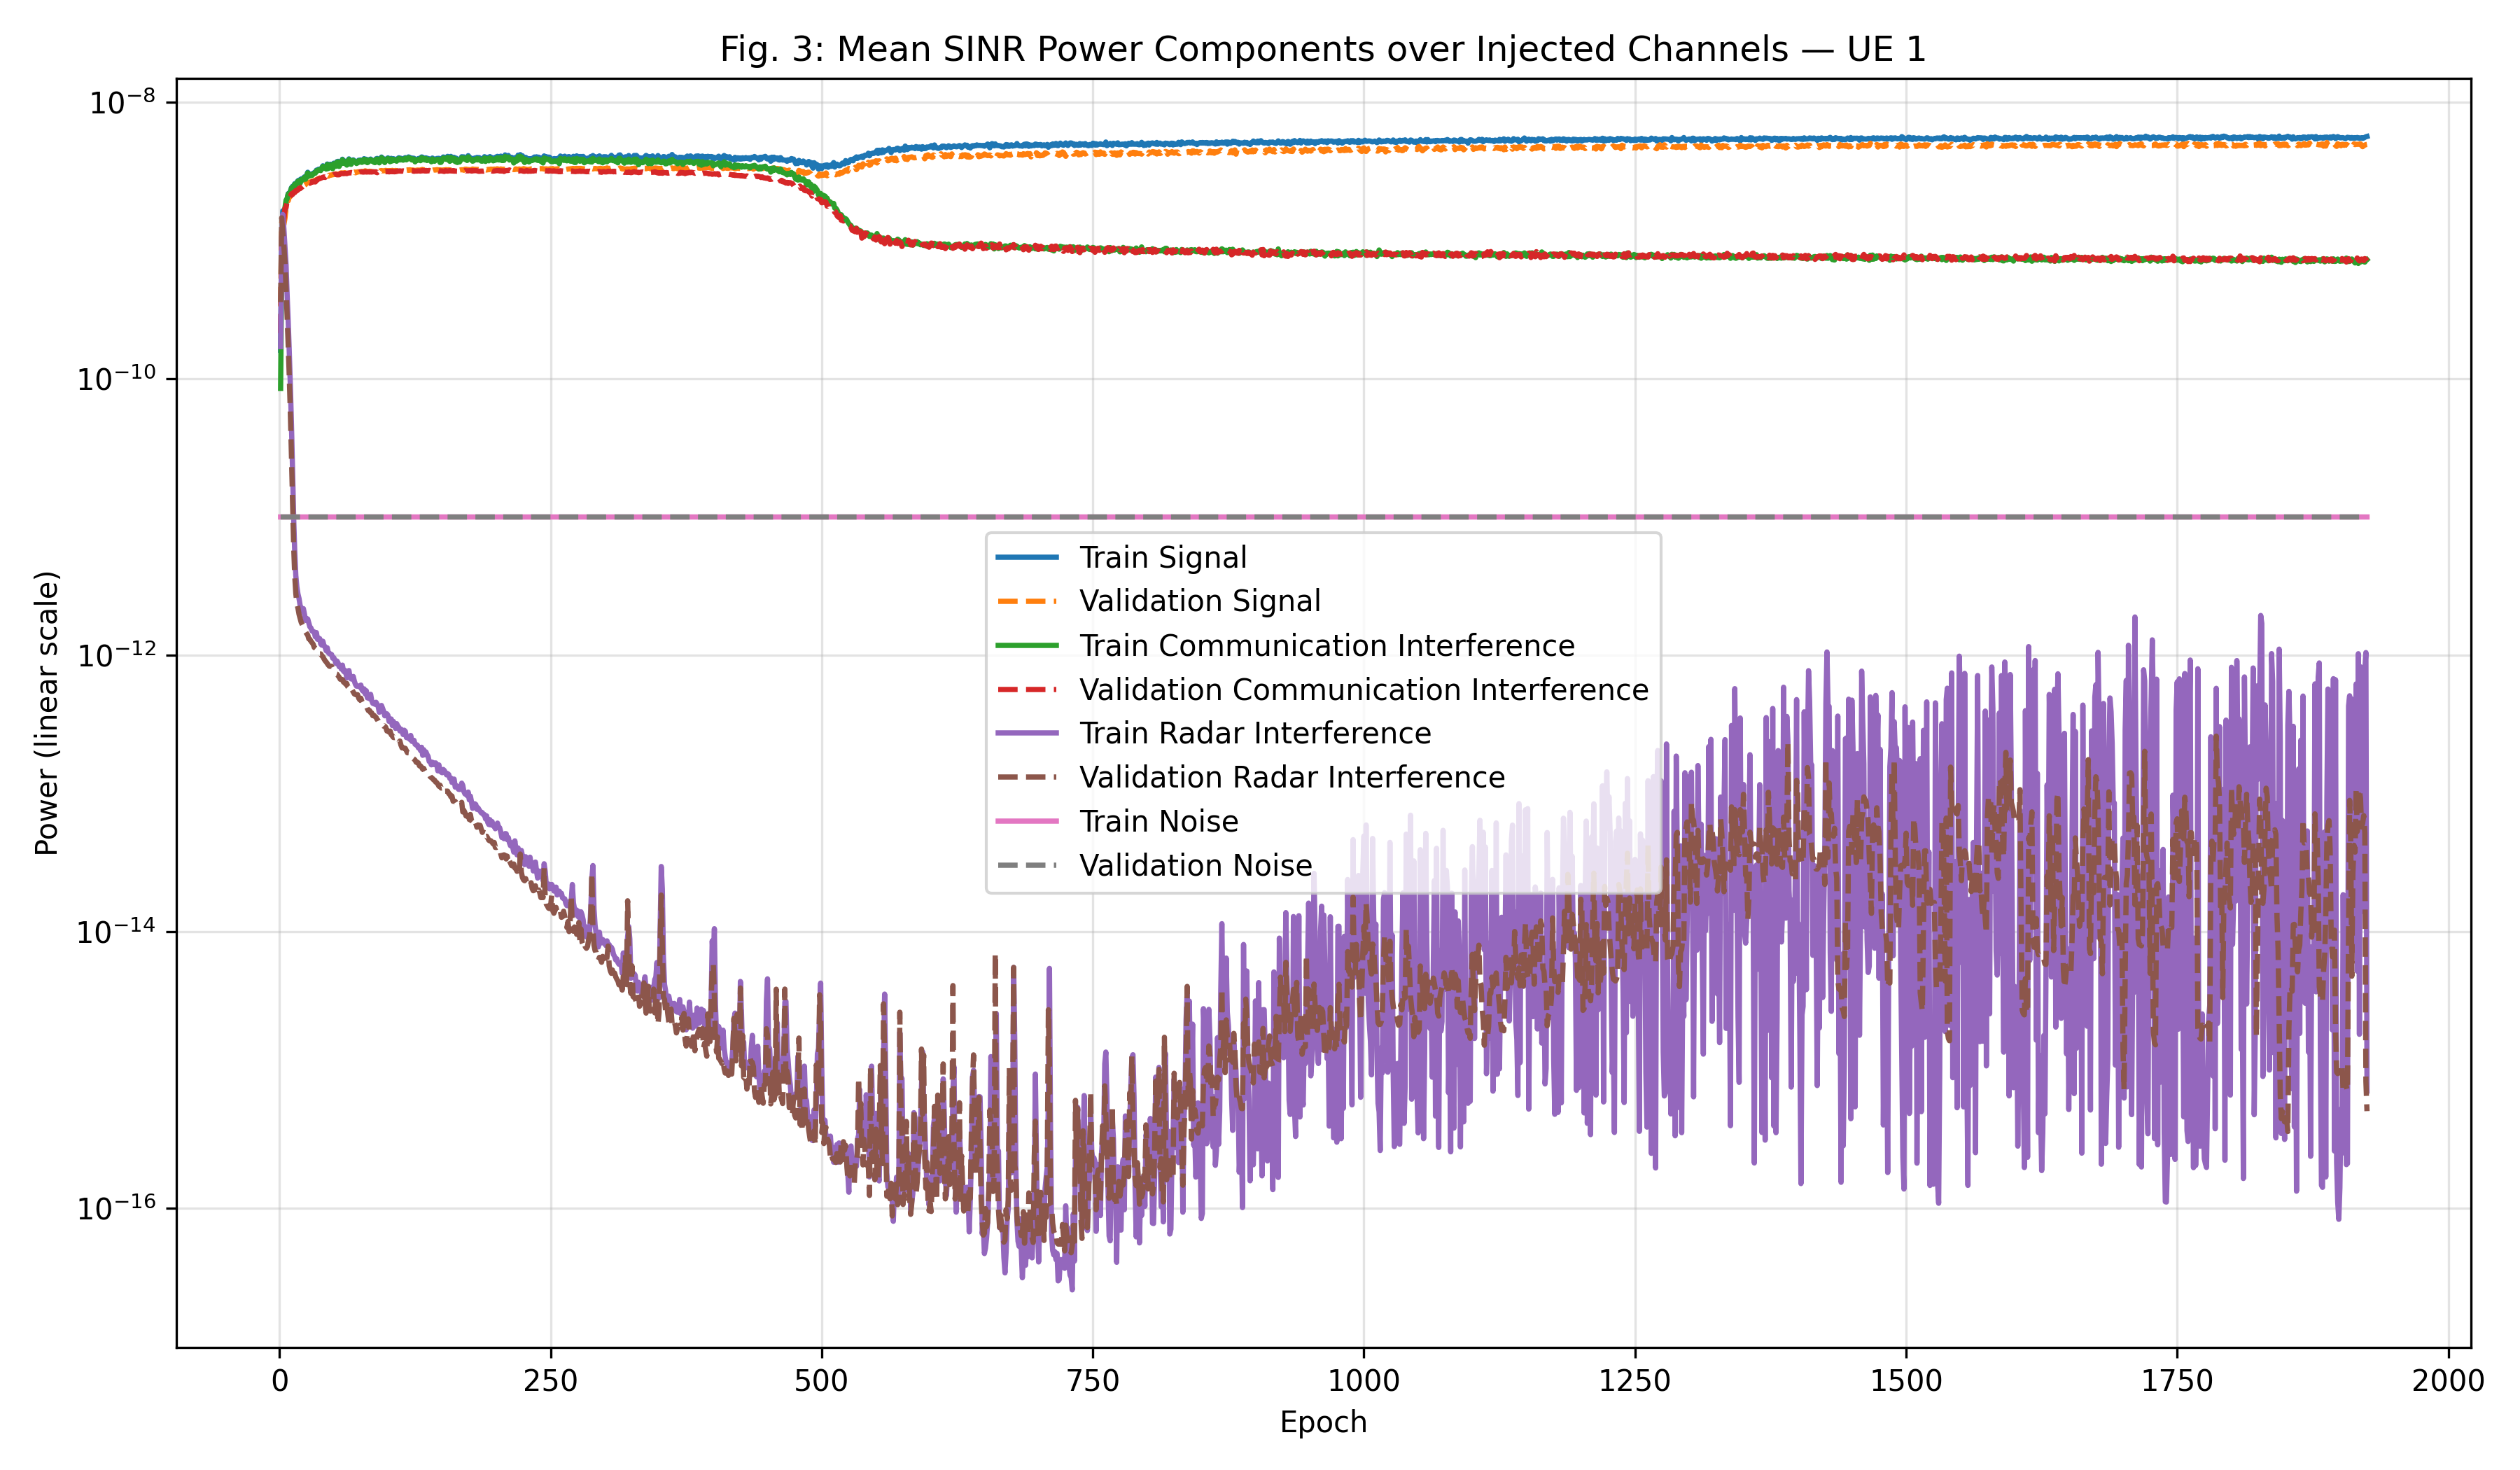 Fig. 3: Mean SINR Power Components over Injected Channels — UE 1
Power (linear scale)
10⁻⁸
10⁻¹⁰
10⁻¹²
10⁻¹⁴
10⁻¹⁶
Train Signal
Validation Signal
Train Communication Interference
Validation Communication Interference
Train Radar Interference
Validation Radar Interference
Train Noise
Validation Noise
0 250 500 750 1000 1250 1500 1750 2000
Epoch